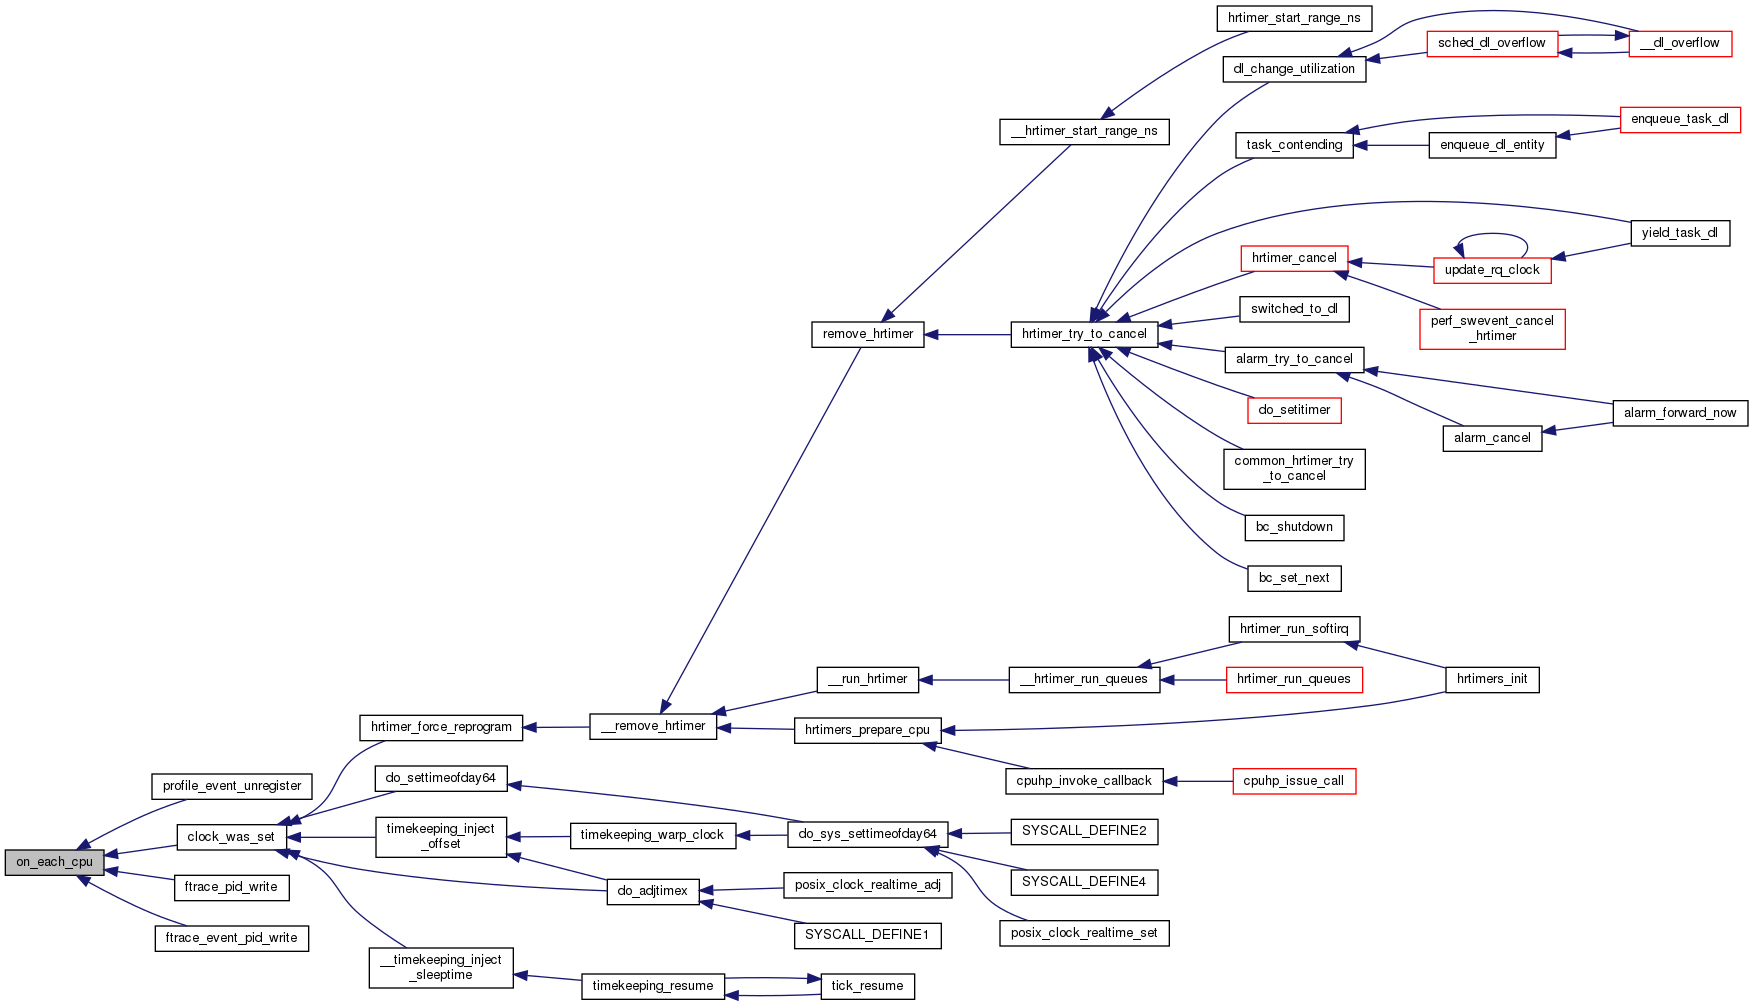 hrtimer_start_range_ns
sched_dl_overflow
__dl_overflow
dl_change_utilization
enqueue_task_dl
__hrtimer_start_range_ns
task_contending
enqueue_dl_entity
yield_task_dl
hrtimer_cancel
update_rq_clock
switched_to_dl
perf_swevent_cancel
_hrtimer
remove_hrtimer
hrtimer_try_to_cancel
alarm_try_to_cancel
do_setitimer
alarm_forward_now
alarm_cancel
common_hrtimer_try
_to_cancel
bc_shutdown
bc_set_next
hrtimer_run_softirq
__run_hrtimer
__hrtimer_run_queues
hrtimer_run_queues
hrtimers_init
hrtimer_force_reprogram
__remove_hrtimer
hrtimers_prepare_cpu
profile_event_unregister
do_settimeofday64
cpuhp_invoke_callback
cpuhp_issue_call
clock_was_set
timekeeping_inject
_offset
timekeeping_warp_clock
do_sys_settimeofday64
SYSCALL_DEFINE2
on_each_cpu
ftrace_pid_write
do_adjtimex
posix_clock_realtime_adj
SYSCALL_DEFINE4
ftrace_event_pid_write
SYSCALL_DEFINE1
posix_clock_realtime_set
__timekeeping_inject
_sleeptime
timekeeping_resume
tick_resume